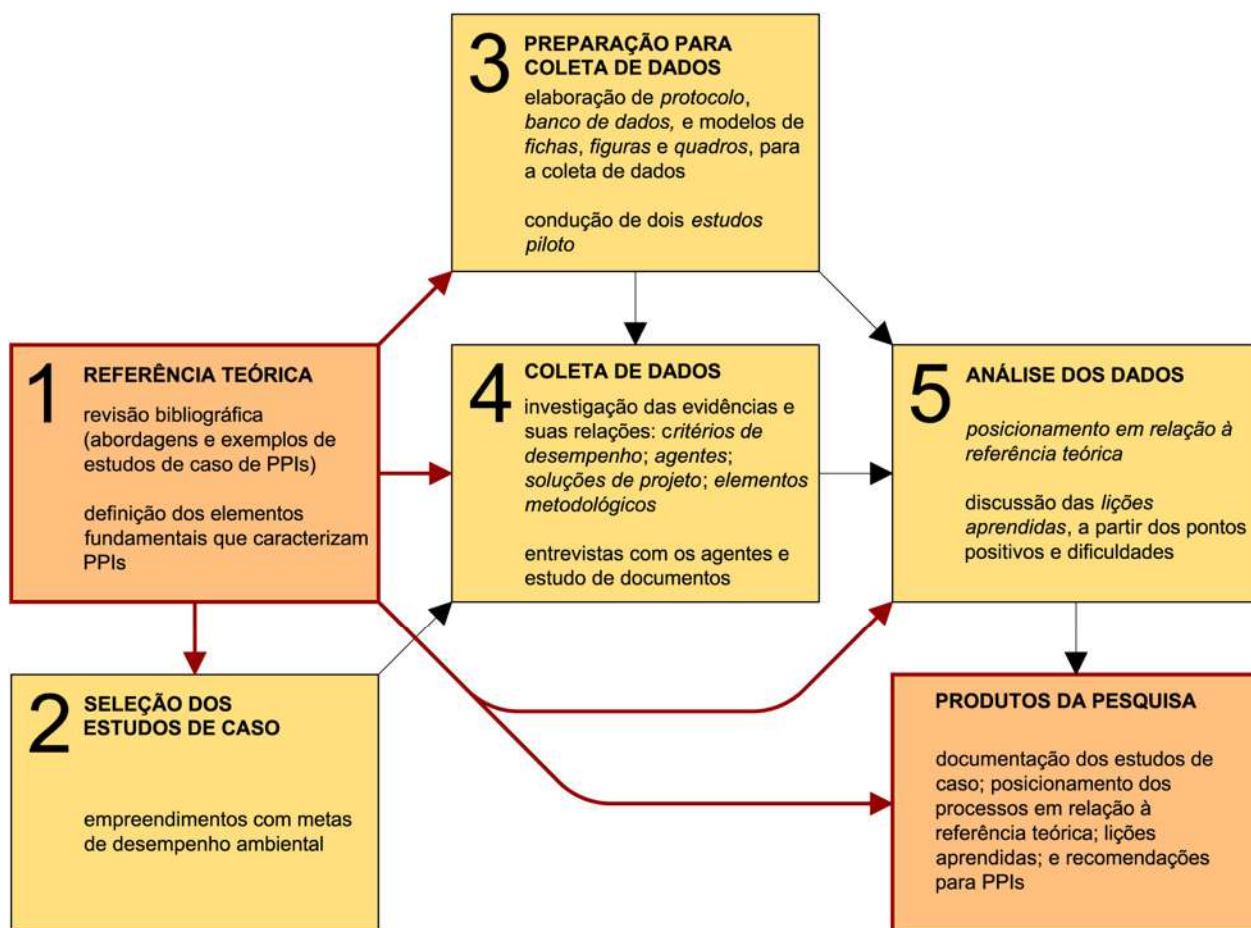 3
PREPARAÇÃO PARA
COLETA DE DADOS
elaboração de protocolo,
banco de dados, e modelos de
fichas, figuras e quadros, para
a coleta de dados
condução de dois estudos
piloto
1
REFERÊNCIA TEÓRICA
revisão bibliográfica
(abordagens e exemplos de
estudos de caso de PPIs)
definição dos elementos
fundamentais que caracterizam
PPIs
4
COLETA DE DADOS
investigação das evidências e
suas relações: critérios de
desempenho; agentes;
soluções de projeto; elementos
metodológicos
entrevistas com os agentes e
estudo de documentos
5
ANÁLISE DOS DADOS
posicionamento em relação à
referência teórica
discussão das lições
aprendidas, a partir dos pontos
positivos e dificuldades
2
SELEÇÃO DOS
ESTUDOS DE CASO
empreendimentos com metas
de desempenho ambiental
PRODUTOS DA PESQUISA
documentação dos estudos de
caso; posicionamento dos
processos em relação à
referência teórica; lições
aprendidas; e recomendações
para PPIs